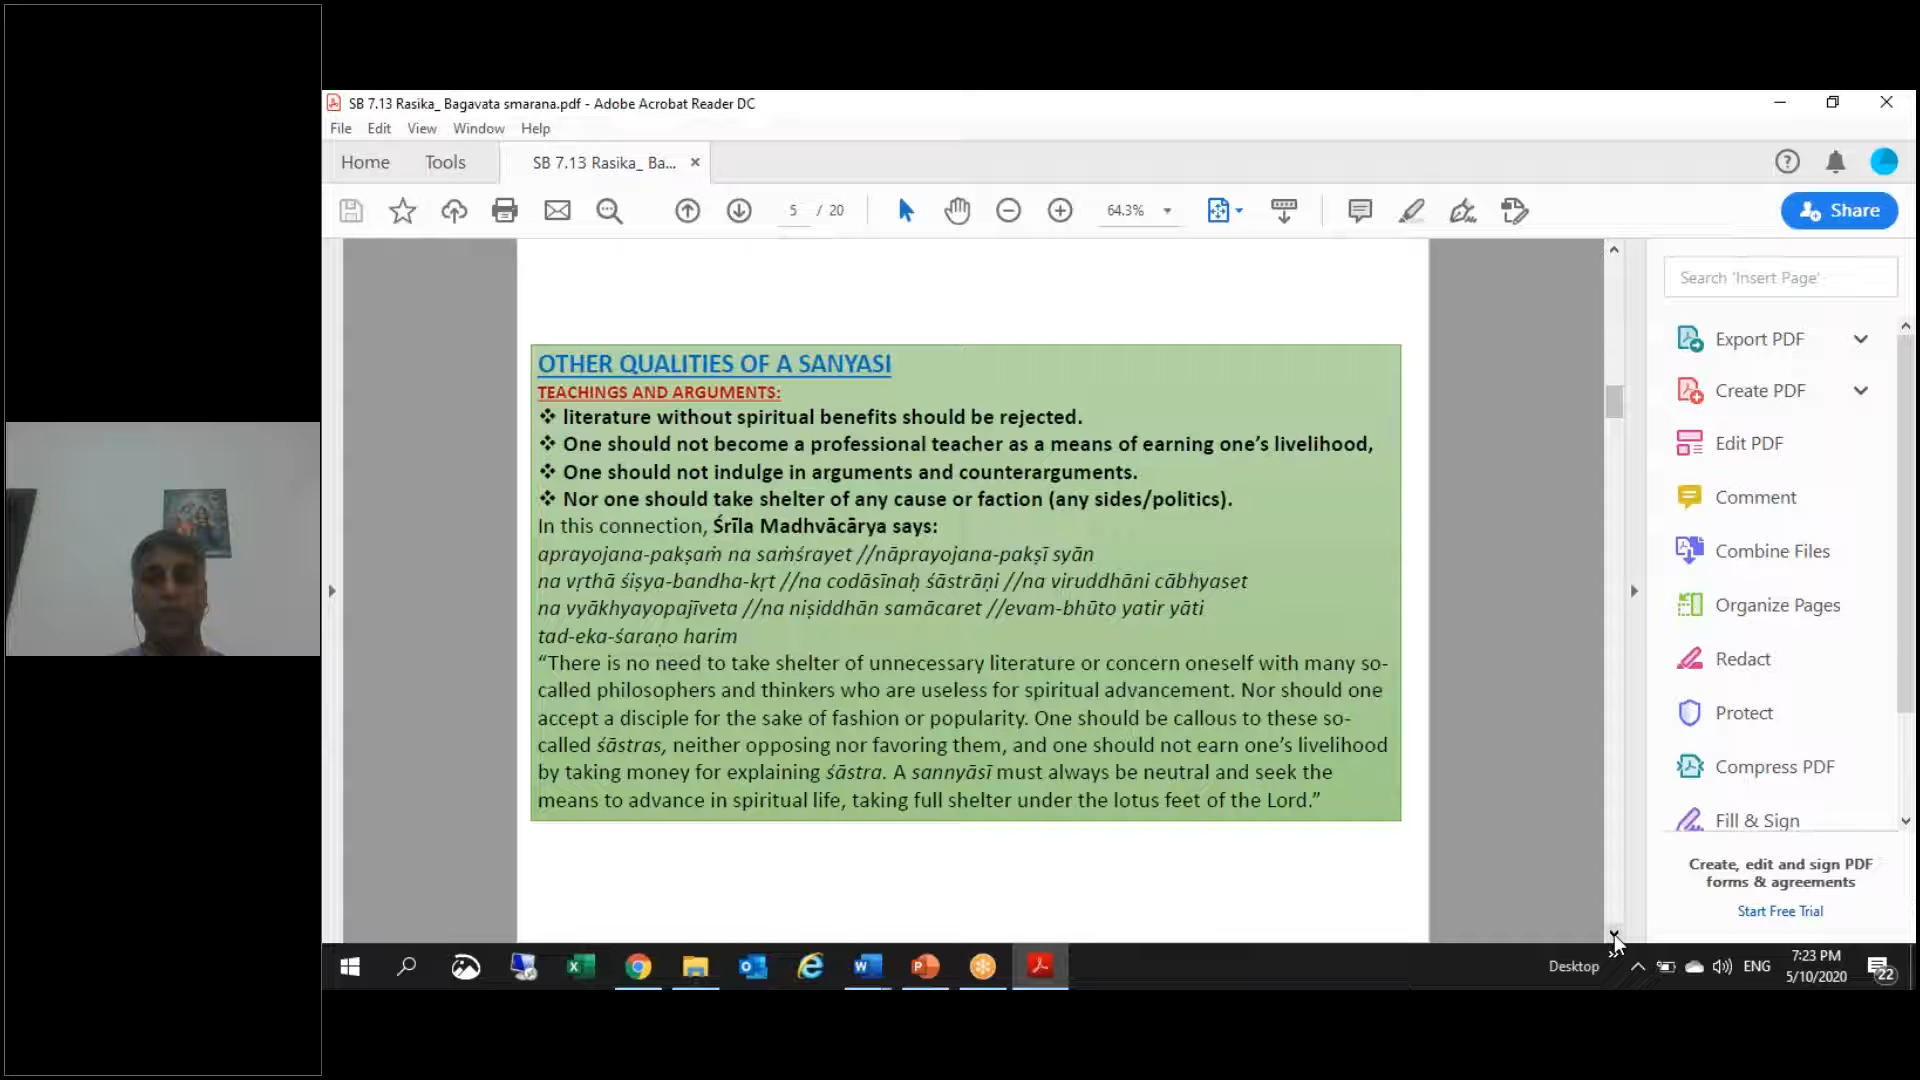 SB 7.13 Rasika_ Bagavata smarana.pdf - Adobe Acrobat Reader DC
File Edit View Window Help
Home Tools SB 7.13 Rasika_ Ba... ×
5 / 20 64.3% Share
Search 'Insert Page'
Export PDF
Create PDF
Edit PDF
Comment
Combine Files
Organize Pages
Redact
Protect
Compress PDF
Fill & Sign
Create, edit and sign PDF
forms & agreements
Start Free Trial
OTHER QUALITIES OF A SANYASI
TEACHINGS AND ARGUMENTS:
❖ literature without spiritual benefits should be rejected.
❖ One should not become a professional teacher as a means of earning one’s livelihood,
❖ One should not indulge in arguments and counterarguments.
❖ Nor one should take shelter of any cause or faction (any sides/politics).
In this connection, Śrīla Madhvācārya says:
aprayojana-pakṣaṁ na saṁśrayet //nāprayojana-pakṣī syān
na vṛthā śiṣya-bandha-kṛt //na codāsīnaḥ śāstrāṇi //na viruddhāni cābhyaset
na vyākhyayopajīveta //na niṣiddhān samācaret //evam-bhūto yatir yāti
tad-eka-śaraṇo harim
“There is no need to take shelter of unnecessary literature or concern oneself with many so-
called philosophers and thinkers who are useless for spiritual advancement. Nor should one
accept a disciple for the sake of fashion or popularity. One should be callous to these so-
called śāstras, neither opposing nor favoring them, and one should not earn one’s livelihood
by taking money for explaining śāstra. A sannyāsī must always be neutral and seek the
means to advance in spiritual life, taking full shelter under the lotus feet of the Lord.”
Desktop ENG 7:23 PM
5/10/2020 22